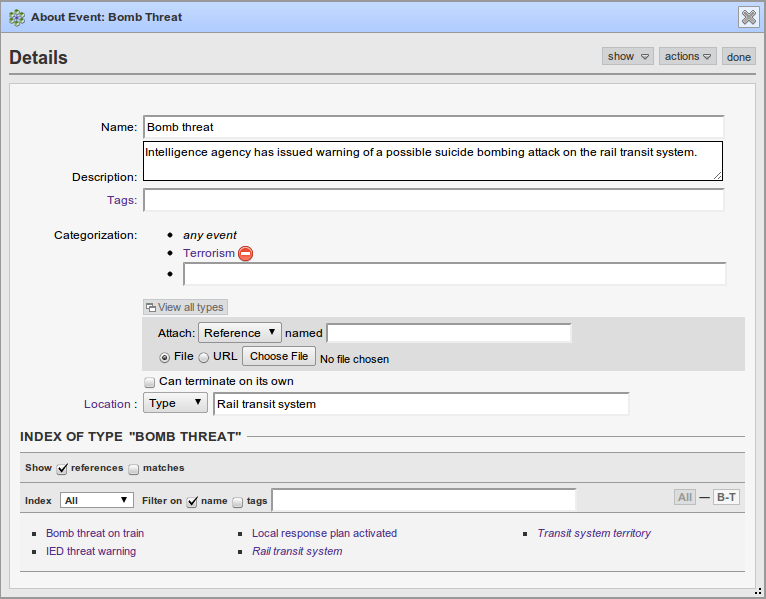 About Event: Bomb Threat
Details
show actions done
Name: Bomb threat
Intelligence agency has issued warning of a possible suicide bombing attack on the rail transit system.
Description:
Tags:
Categorization: • any event
• Terrorism
•
View all types
Attach: Reference ▼ named
File URL Choose File No file chosen
Can terminate on its own
Location : Type ▼ Rail transit system
INDEX OF TYPE "BOMB THREAT"
Show references matches
Index All ▼ Filter on name tags All — B-T
Bomb threat on train Local response plan activated Transit system territory
IED threat warning Rail transit system